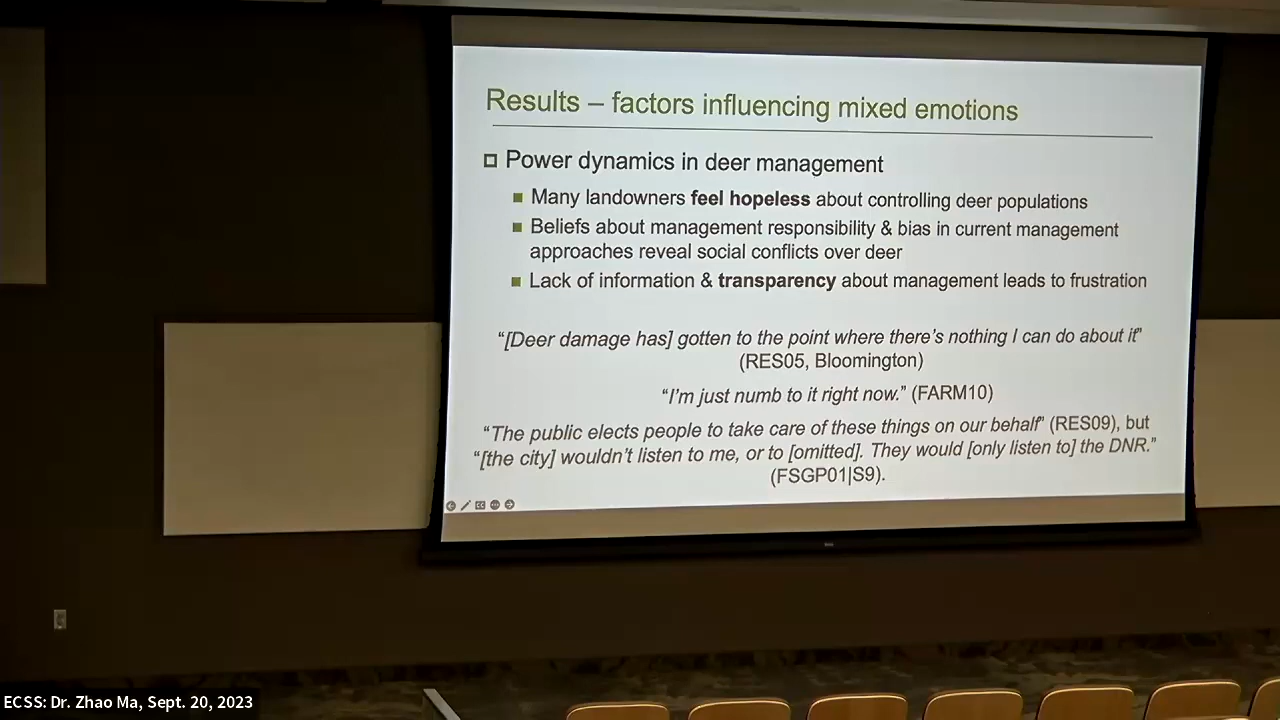 Results – factors influencing mixed emotions
Power dynamics in deer management
Many landowners feel hopeless about controlling deer populations
Beliefs about management responsibility & bias in current management
approaches reveal social conflicts over deer
Lack of information & transparency about management leads to frustration
“[Deer damage has] gotten to the point where there’s nothing I can do about it”
(RES05, Bloomington)
“I’m just numb to it right now.” (FARM10)
“The public elects people to take care of these things on our behalf” (RES09), but
“[the city] wouldn’t listen to me, or to [omitted]. They would [only listen to] the DNR.”
(FSGP01|S9).
ECSS: Dr. Zhao Ma, Sept. 20, 2023